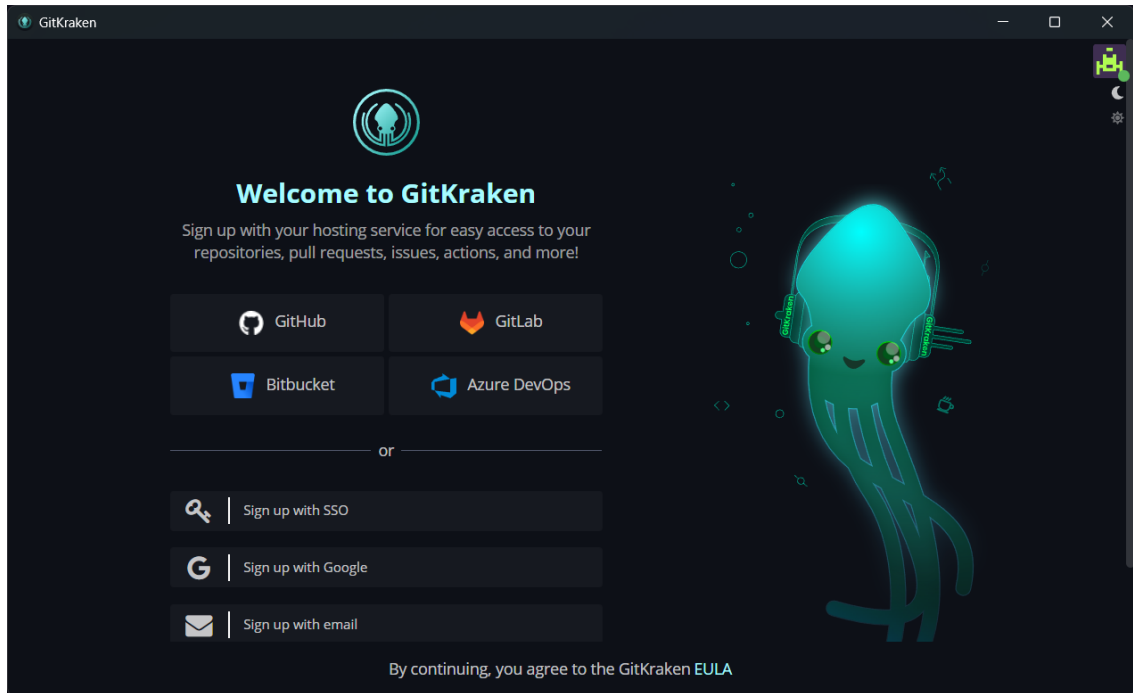 GitKraken
Welcome to GitKraken
Sign up with your hosting service for easy access to your
repositories, pull requests, issues, actions, and more!
GitHub
GitLab
Bitbucket
Azure DevOps
or
Sign up with SSO
Sign up with Google
Sign up with email
By continuing, you agree to the GitKraken EULA
GitKraken
GitKraken